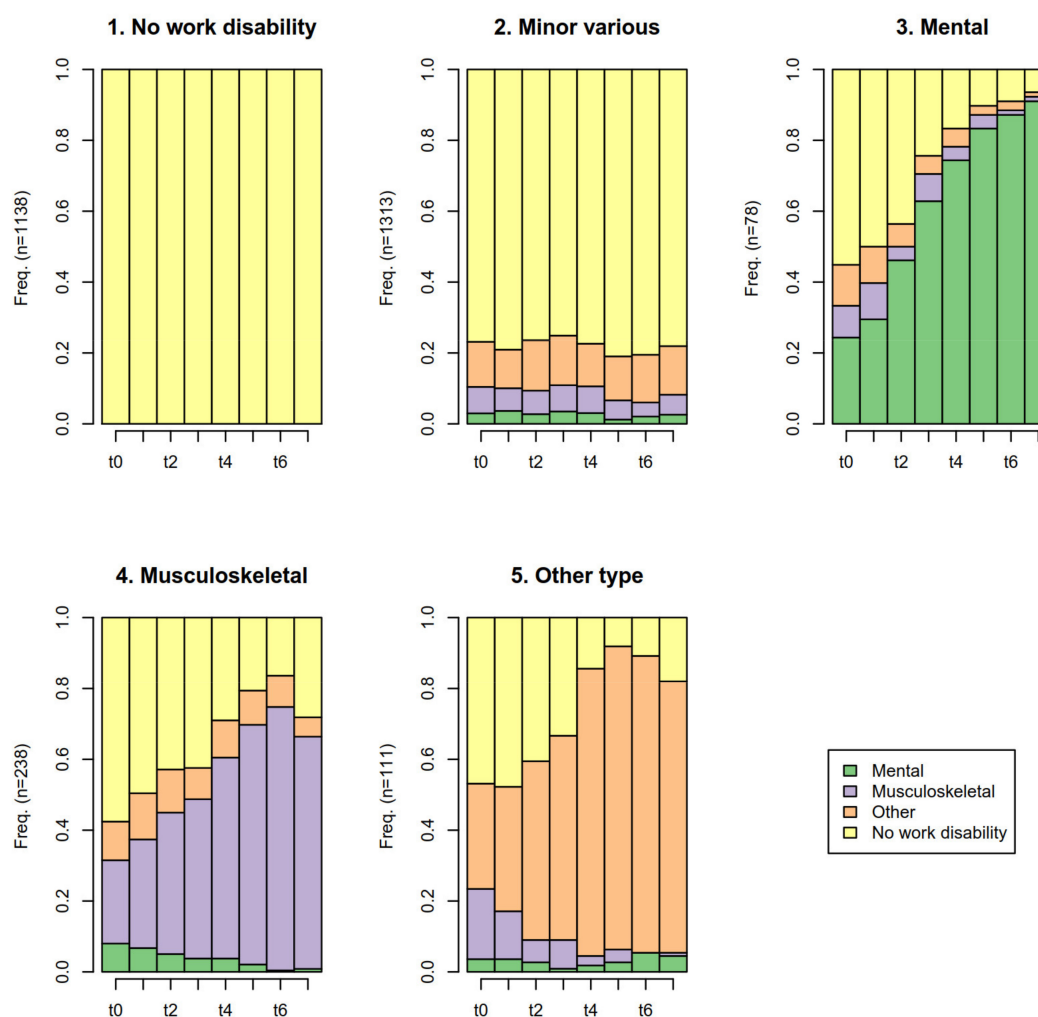 1. No work disability
Freq. (n=1138)
0.0 0.2 0.4 0.6 0.8 1.0
t0 t2 t4 t6
2. Minor various
Freq. (n=1313)
0.0 0.2 0.4 0.6 0.8 1.0
t0 t2 t4 t6
3. Mental
Freq. (n=78)
0.0 0.2 0.4 0.6 0.8 1.0
t0 t2 t4 t6
4. Musculoskeletal
Freq. (n=238)
0.0 0.2 0.4 0.6 0.8 1.0
t0 t2 t4 t6
5. Other type
Freq. (n=111)
0.0 0.2 0.4 0.6 0.8 1.0
t0 t2 t4 t6
Mental
Musculoskeletal
Other
No work disability